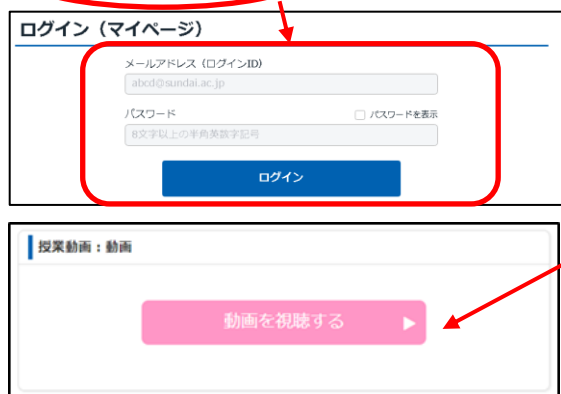 ログイン（マイページ）
メールアドレス（ログインID）
abcd@sundai.ac.jp
パスワード
パスワードを表示
8文字以上の半角英数字記号
ログイン
授業動画：動画
動画を視聴する